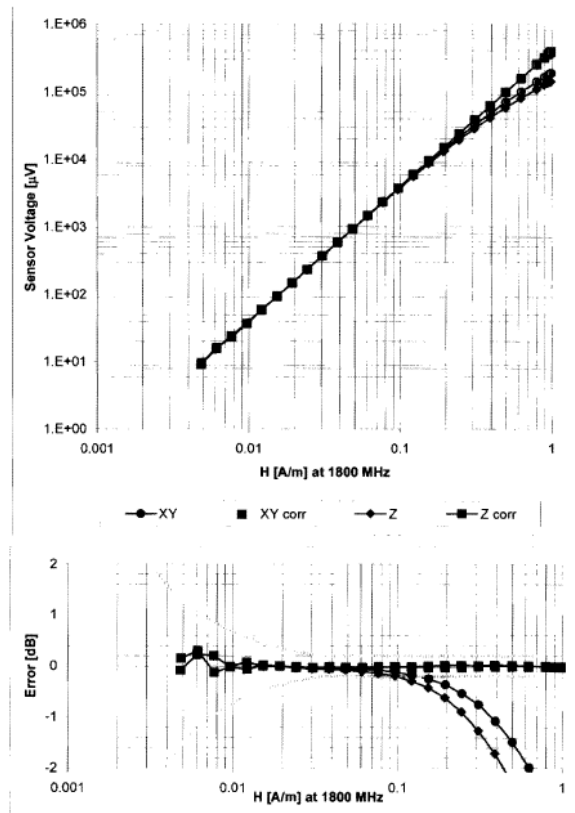 1.E+06
1.E+05
1.E+04
1.E+03
1.E+02
1.E+01
1.E+00
Sensor Voltage [µV]
0.001 0.01 0.1 1
H [A/m] at 1800 MHz
XY XY corr Z Z corr
2
1
0
-1
-2
Error [dB]
0.001 0.01 0.1 1
H [A/m] at 1800 MHz